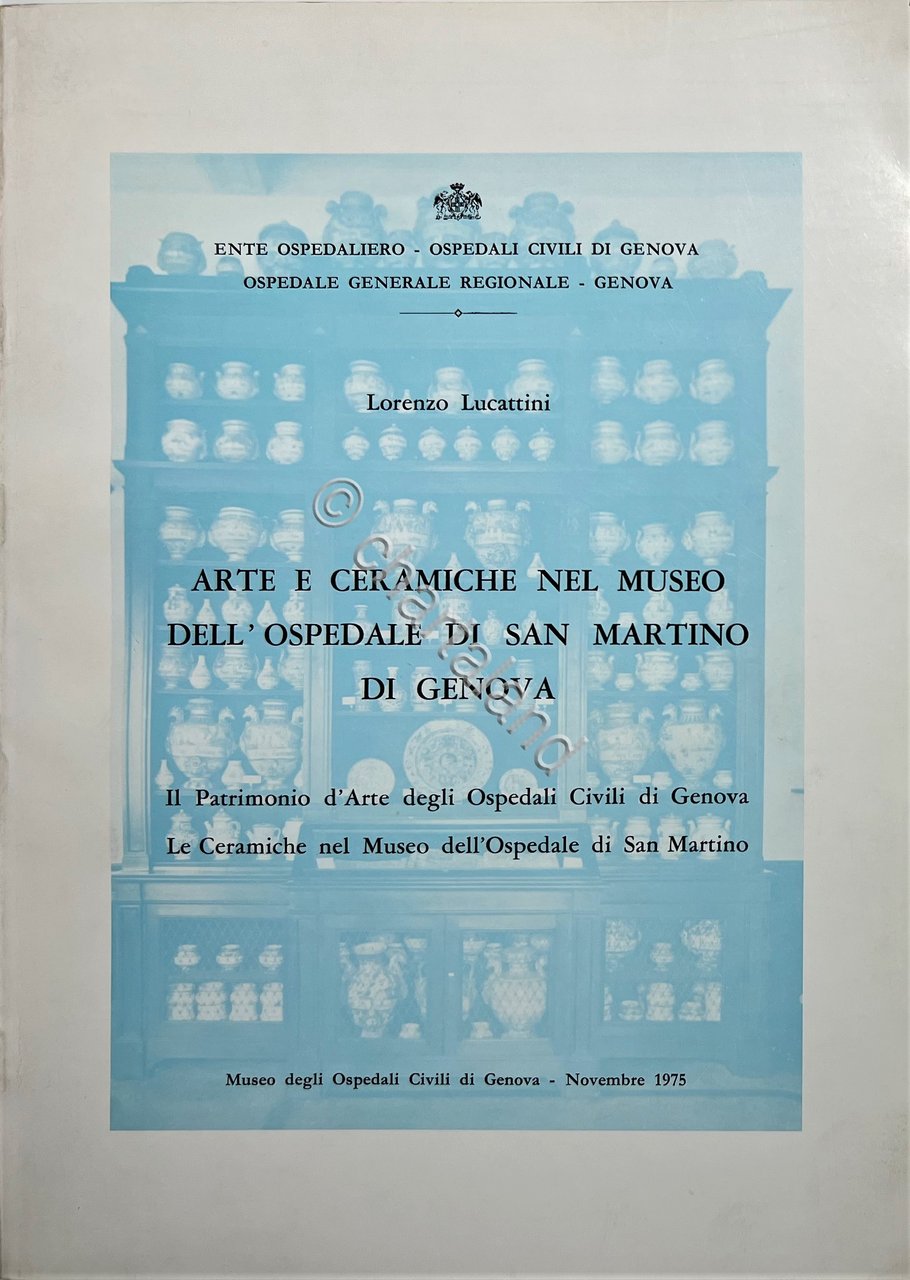 ENTE OSPEDALIERO - OSPEDALI CIVILI DI GENOVA
OSPEDALE GENERALE REGIONALE - GENOVA
Lorenzo Lucattini
ARTE E CERAMICHE NEL MUSEO
DELL'OSPEDALE DI SAN MARTINO
DI GENOVA
Il Patrimonio d'Arte degli Ospedali Civili di Genova
Le Ceramiche nel Museo dell'Ospedale di San Martino
Museo degli Ospedali Civili di Genova - Novembre 1975
© chartaland